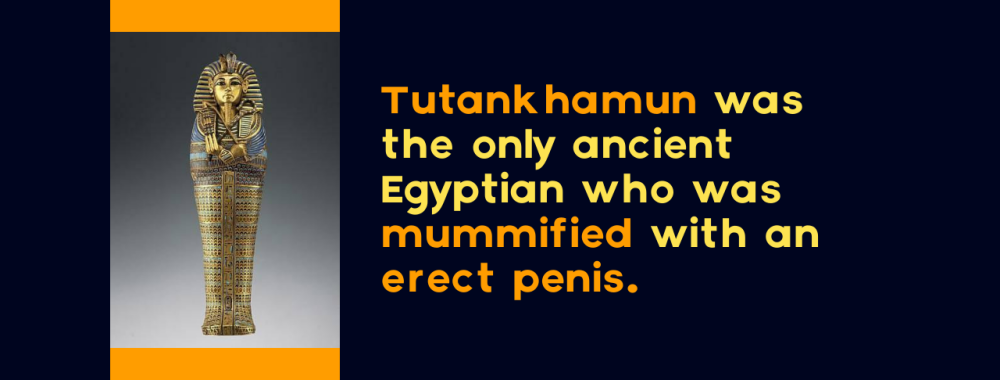 Tutankhamun was
the only ancient
Egyptian who was
mummified with an
erect penis.